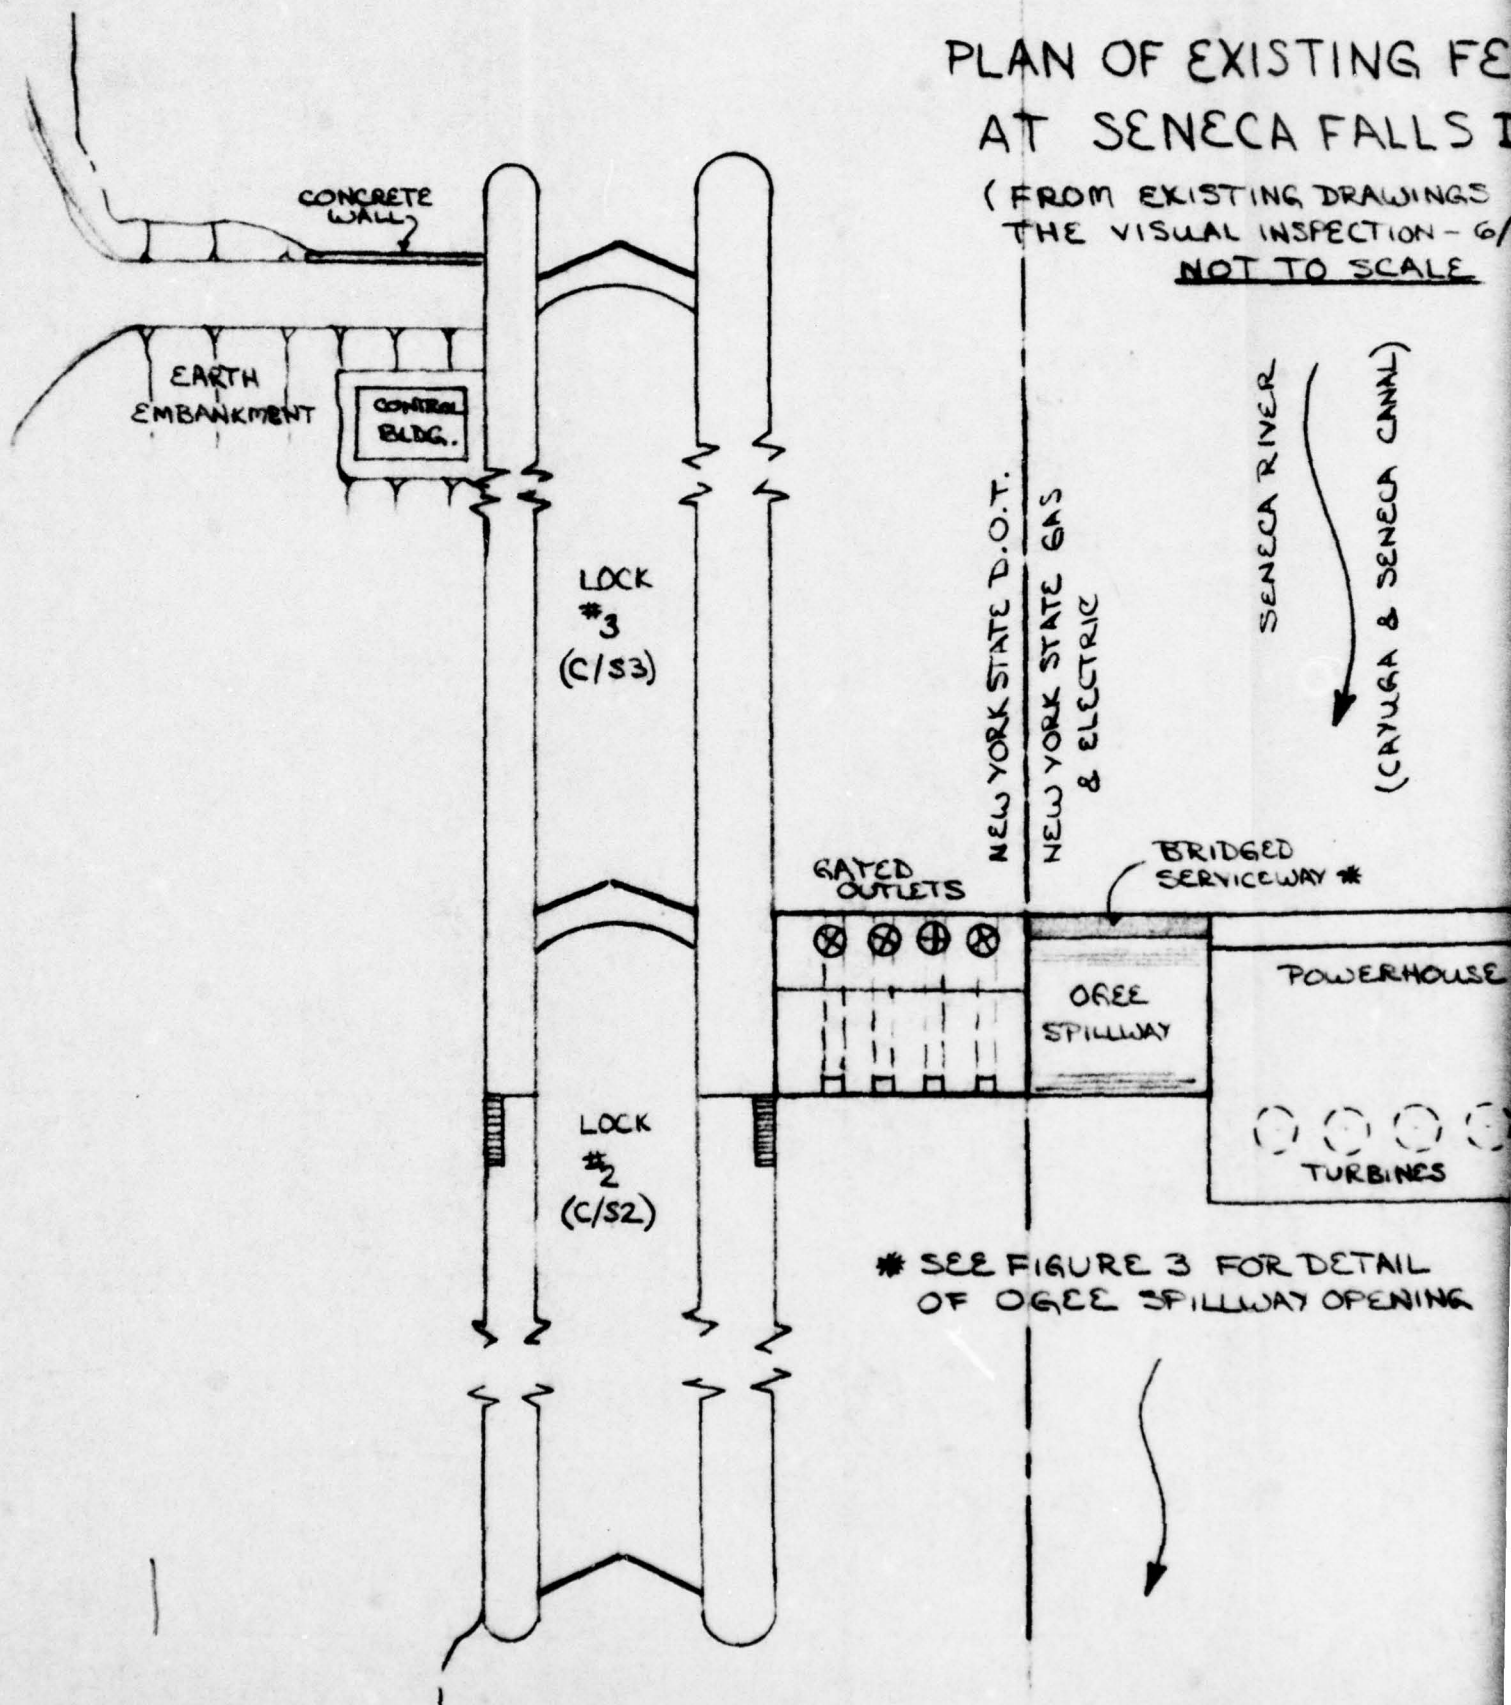 PLAN OF EXISTING FE
AT SENECA FALLS
(FROM EXISTING DRAWINGS
THE VISUAL INSPECTION - 6/
NOT TO SCALE
CONCRETE
WALL
EARTH
EMBANKMENT
CONTROL
BLDG.
LOCK
#3
(C/S3)
NEW YORK STATE D.O.T.
NEW YORK STATE GAS
& ELECTRIC
SENECA RIVER
(CAYUGA & SENECA CANAL)
GATED
OUTLETS
BRIDGED
SERVICEWAY *
OGEE
SPILLWAY
POWERHOUSE
TURBINES
LOCK
#2
(C/S2)
* SEE FIGURE 3 FOR DETAIL
OF OGEE SPILLWAY OPENING